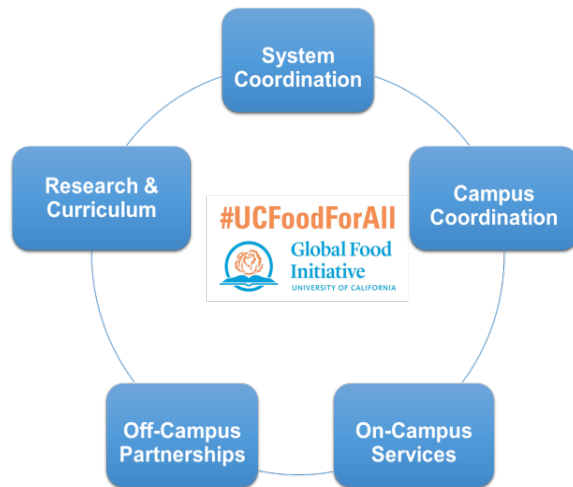 System
Coordination
Research &
Curriculum
Campus
Coordination
#UCFoodForAll
Global Food
Initiative
UNIVERSITY OF CALIFORNIA
Off-Campus
Partnerships
On-Campus
Services